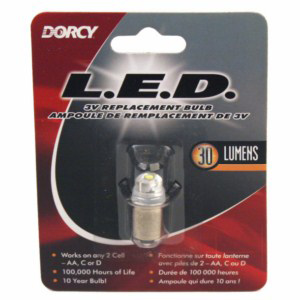 DORCY
L.E.D.
3V REPLACEMENT BULB
AMPOULE DE REMPLACEMENT DE 3V
30 LUMENS
• Works on any 2 Cell
- AA, C or D
• 100,000 Hours of Life
• 10 Year Bulb!
• Fonctionne sur toute lanterne
avec piles de 2 - AA, C ou D
• Durée de 100000 heures
• Ampoule qui dure 10 ans!